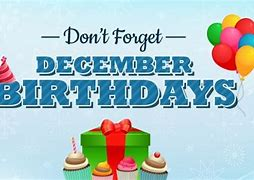 — Don't Forget —
DECEMBER
BIRTHDAYS